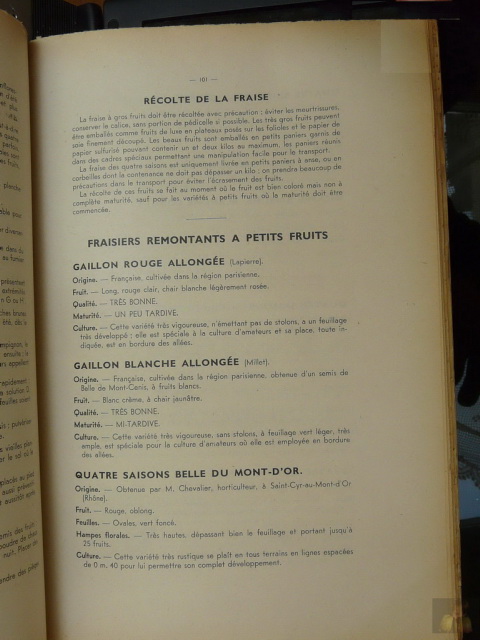 — 101 —
RÉCOLTE DE LA FRAISE
La fraise à gros fruits doit être récoltée avec précaution ; éviter les meurtrissures,
conserver le calice, sans portion de pédicelle si possible. Les très gros fruits peuvent
être emballés comme fruits de luxe en plateaux posés sur les folioles et le papier de
soie finement découpé. Les beaux fruits sont emballés en petits paniers garnis de
papier sulfurisé pouvant contenir un et deux kilos au maximum, les paniers réunis
dans des cadres spéciaux permettent une manipulation facile pour le transport.
La fraise des quatre saisons est uniquement livrée en petits paniers à anse, ou en
corbeilles dont la contenance ne doit pas dépasser un kilo ; on prendra beaucoup de
précautions dans le transport pour éviter l'écrasement des fruits.
La récolte de ces fruits se fait au moment où le fruit est bien coloré mais non à
complète maturité, sauf pour les variétés à petits fruits où la maturité doit être
commencée.
FRAISIERS REMONTANTS A PETITS FRUITS
GAILLON ROUGE ALLONGÉE (Lapierre).
Origine. — Française, cultivée dans la région parisienne.
Fruit. — Long, rouge clair, chair blanche légèrement rosée.
Qualité. — TRÈS BONNE.
Maturité. — UN PEU TARDIVE.
Culture. — Cette variété très vigoureuse, n'émettant pas de stolons, a un feuillage
très développé ; elle est spéciale à la culture d'amateurs et sa place, toute in-
diquée, est en bordure des allées.
GAILLON BLANCHE ALLONGÉE (Millet).
Origine. — Française, cultivée dans la région parisienne, obtenue d'un semis de
Belle de Mont-Cenis, à fruits blancs.
Fruit. — Blanc crème, à chair jaunâtre.
Qualité. — TRÈS BONNE.
Maturité. — MI-TARDIVE.
Culture. — Cette variété très vigoureuse, sans stolons, à feuillage vert léger, très
ample, est spéciale pour la culture d'amateurs où elle est employée en bordure
des allées.
QUATRE SAISONS BELLE DU MONT-D'OR.
Origine. — Obtenue par M. Chevalier, horticulteur, à Saint-Cyr-au-Mont-d'Or
(Rhône).
Fruit. — Rouge, oblong.
Feuilles. — Ovales, vert foncé.
Hampes florales. — Très hautes, dépassant bien le feuillage et portant jusqu'à
25 fruits.
Culture. — Cette variété très rustique se plaît en tous terrains en lignes espacées
de 0 m. 40 pour lui permettre son complet développement.